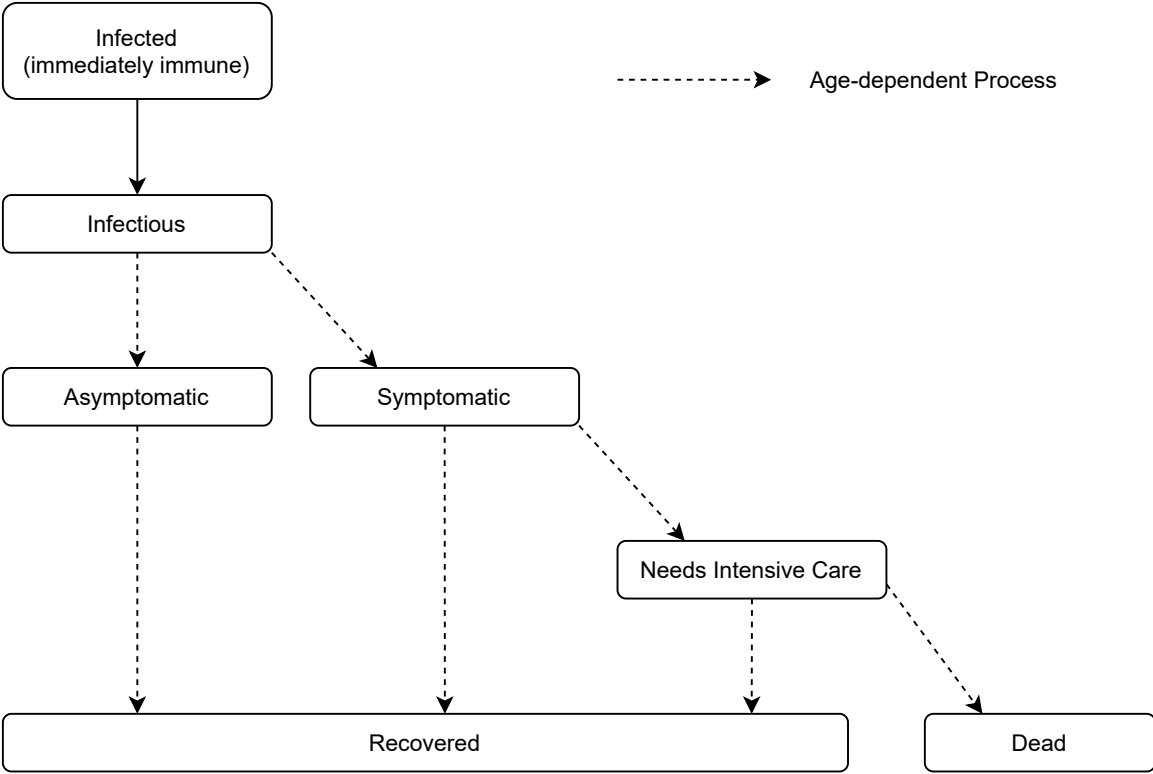 Infected
(immediately immune)
Age-dependent Process
Infectious
Asymptomatic
Symptomatic
Needs Intensive Care
Recovered
Dead